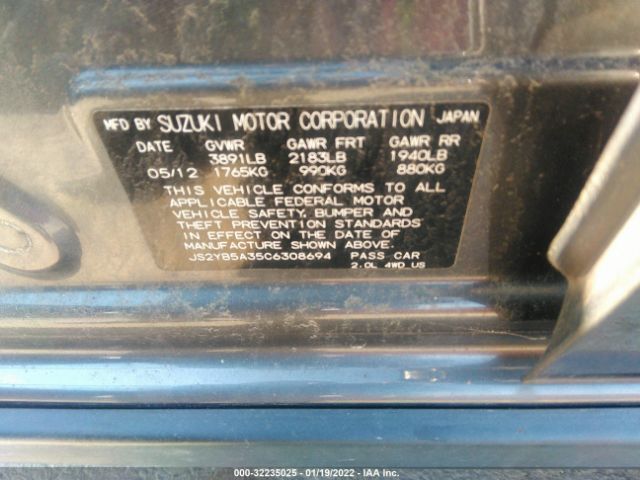 MFD BY SUZUKI MOTOR CORPORATION JAPAN
DATE GVWR GAWR FRT GAWR RR
3891LB 2183LB 1940LB
05/12 1765KG 990KG 880KG
THIS VEHICLE CONFORMS TO ALL
APPLICABLE FEDERAL MOTOR
VEHICLE SAFETY, BUMPER AND
THEFT PREVENTION STANDARDS
IN EFFECT ON THE DATE OF
MANUFACTURE SHOWN ABOVE.
JS2YB5A35C6308694 PASS CAR
2.0L 4WD US
000-32235025 - 01/19/2022 - IAA Inc.